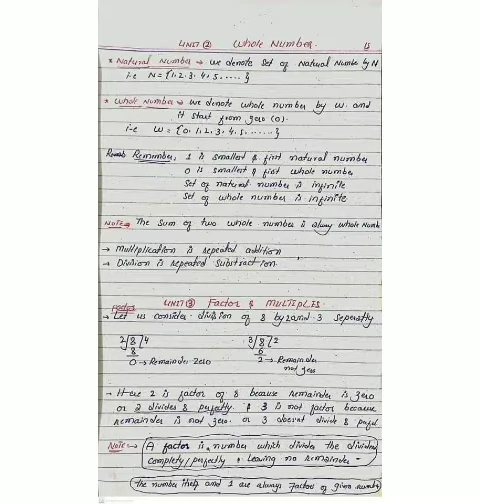 UNIT ② Whole Number.
* Natural Number → we denote set of Natural Number by N
i.e N = {1, 2, 3, 4, 5, .....}
* Whole Number → we denote whole number by W. and
it start from zero (0).
i.e W = {0, 1, 2, 3, 4, 5, ......}
Remember, 1 is smallest & first natural number
0 is smallest & first whole number
Set of natural number is infinite
Set of whole number is infinite
Note → The sum of two whole number is alway whole Numb
→ Multiplication is repeated addition
→ Division is repeated Substraction.
UNIT ③ Factor & MULTIPLES
Factor
→ Let us consider division of 8 by 2 and 3 seperatly
2)8(4 3)8(2
8 6
0 → Remainder zero 2 → Remainder
not zero
→ Here 2 is factor of 8 because remainder is zero
or 2 divides 8 perfectly. & 3 is not factor because
remainder is not zero. or 3 doesnt divide 8
Note → A factor is number which divides the dividend
completely/perfectly, leaving no remainder -
The number itself and 1 are always factor of given number